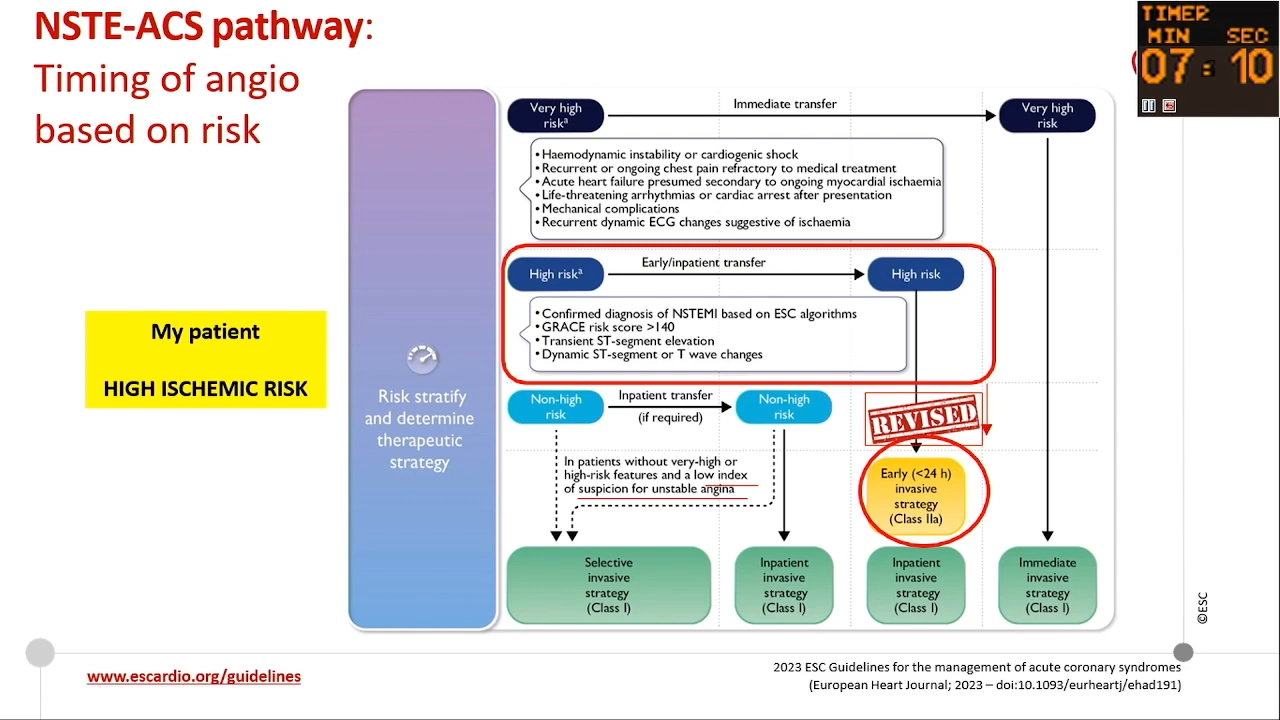 NSTE-ACS pathway:
Timing of angio
based on risk
TIMER
MIN SEC
07:10
My patient
HIGH ISCHEMIC RISK
Risk stratify
and determine
therapeutic
strategy
Very high
riskᵃ
Immediate transfer
Very high
risk
• Haemodynamic instability or cardiogenic shock
• Recurrent or ongoing chest pain refractory to medical treatment
• Acute heart failure presumed secondary to ongoing myocardial ischaemia
• Life-threatening arrhythmias or cardiac arrest after presentation
• Mechanical complications
• Recurrent dynamic ECG changes suggestive of ischaemia
High riskᵃ
Early/inpatient transfer
High risk
• Confirmed diagnosis of NSTEMI based on ESC algorithms
• GRACE risk score >140
• Transient ST-segment elevation
• Dynamic ST-segment or T wave changes
Non-high
risk
Inpatient transfer
(if required)
Non-high
risk
REVISED
In patients without very-high or
high-risk features and a low index
of suspicion for unstable angina
Early (<24 h)
invasive
strategy
(Class IIa)
Selective
invasive
strategy
(Class I)
Inpatient
invasive
strategy
(Class I)
Inpatient
invasive
strategy
(Class I)
Immediate
invasive
strategy
(Class I)
©ESC
www.escardio.org/guidelines
2023 ESC Guidelines for the management of acute coronary syndromes
(European Heart Journal; 2023 – doi:10.1093/eurheartj/ehad191)